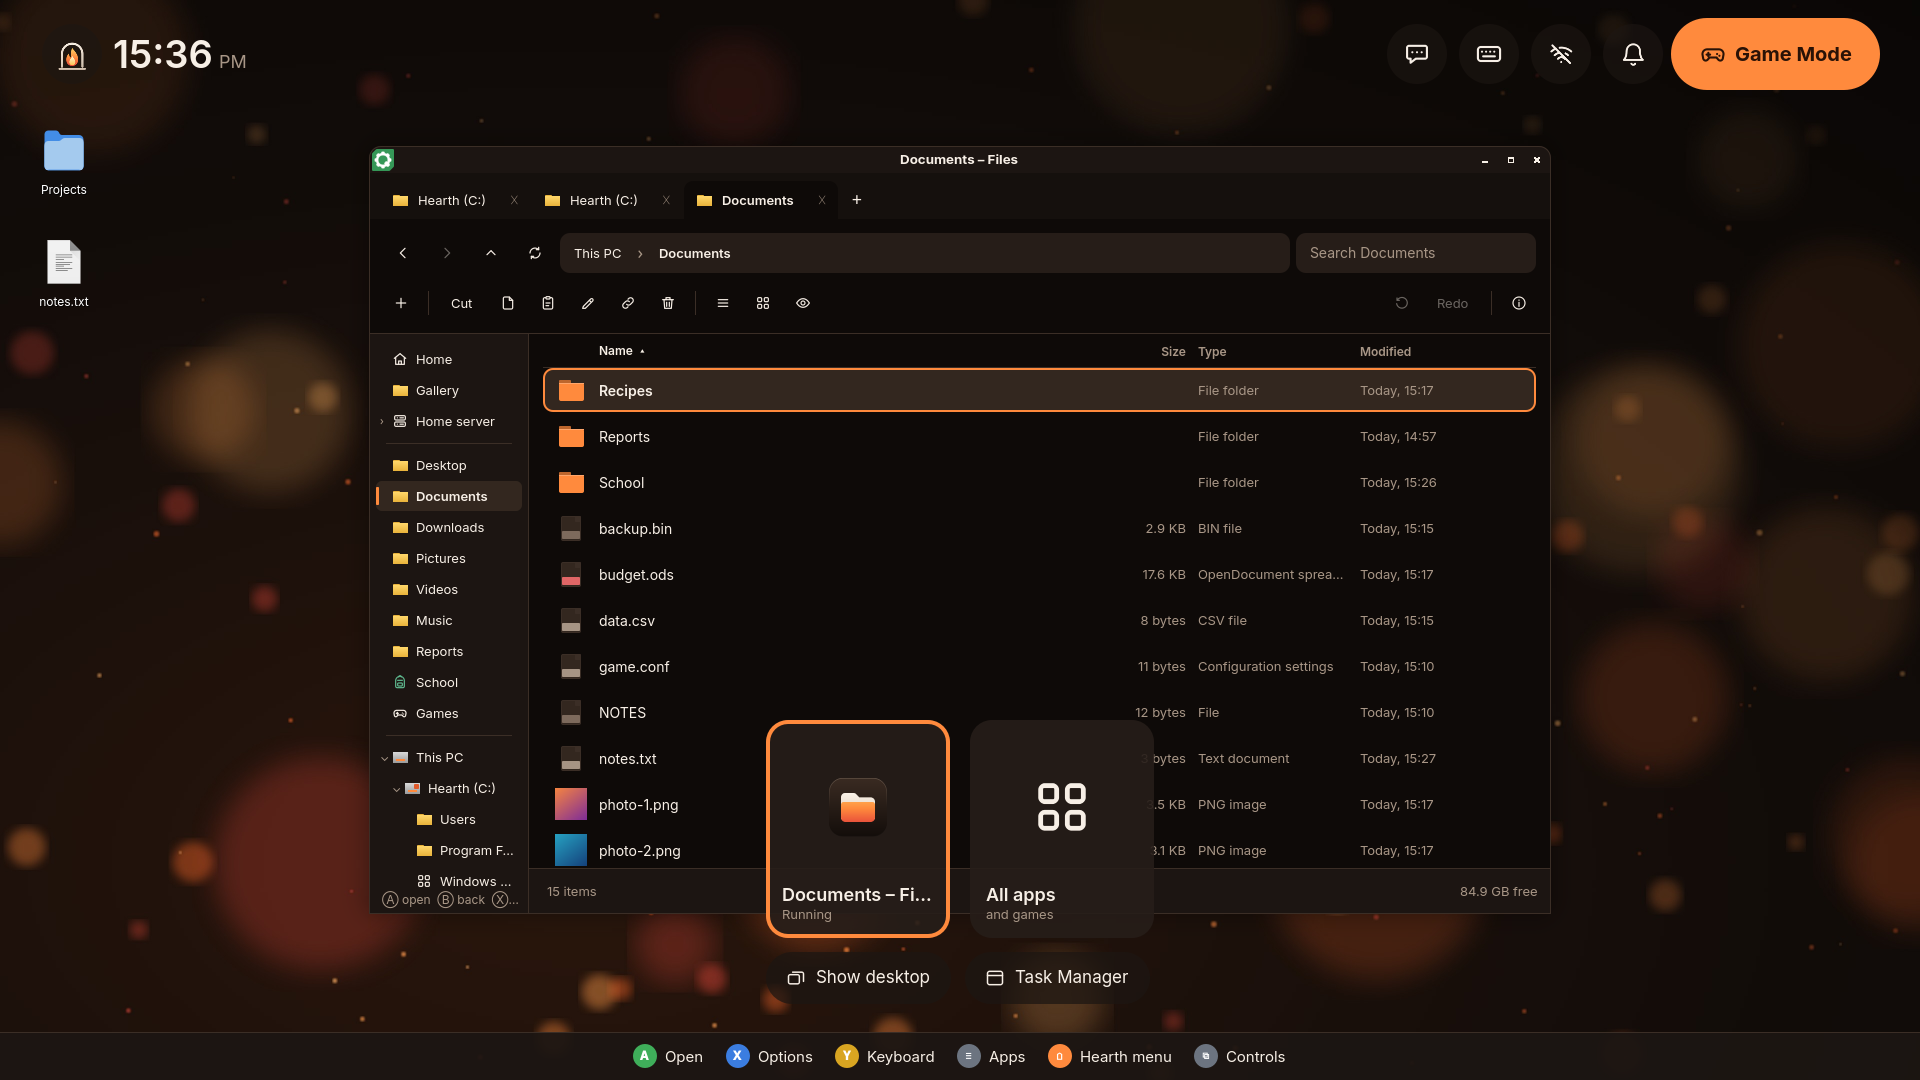 15:36 PM
Game Mode
Projects
notes.txt
Documents – Files
Hearth (C:) X
Hearth (C:) X
Documents X +
This PC › Documents
Search Documents
Cut
Redo
Home
Gallery
Home server
Desktop
Documents
Downloads
Pictures
Videos
Music
Reports
School
Games
This PC
Hearth (C:)
Users
Program F...
Windows ...
A open B back X...
Name Size Type Modified
Recipes File folder Today, 15:17
Reports File folder Today, 14:57
School File folder Today, 15:26
backup.bin 2.9 KB BIN file Today, 15:15
budget.ods 17.6 KB OpenDocument sprea... Today, 15:17
data.csv 8 bytes CSV file Today, 15:15
game.conf 11 bytes Configuration settings Today, 15:10
NOTES 12 bytes File Today, 15:10
notes.txt bytes Text document Today, 15:27
photo-1.png KB PNG image Today, 15:17
photo-2.png KB PNG image Today, 15:17
15 items
84.9 GB free
Documents – Fi...
Running
All apps
and games
Show desktop
Task Manager
A Open X Options Y Keyboard Apps Hearth menu Controls